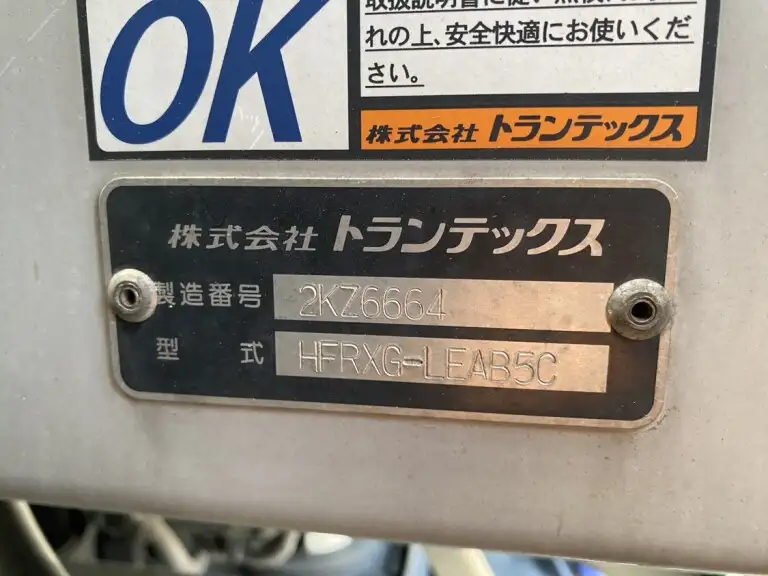 OK
取扱説明書に従い点検
れの上、安全快適にお使いくだ
さい。
株式会社 トランテックス
株式会社 トランテックス
製造番号 2KZ6664
型式 HFRXG-LEAB5C